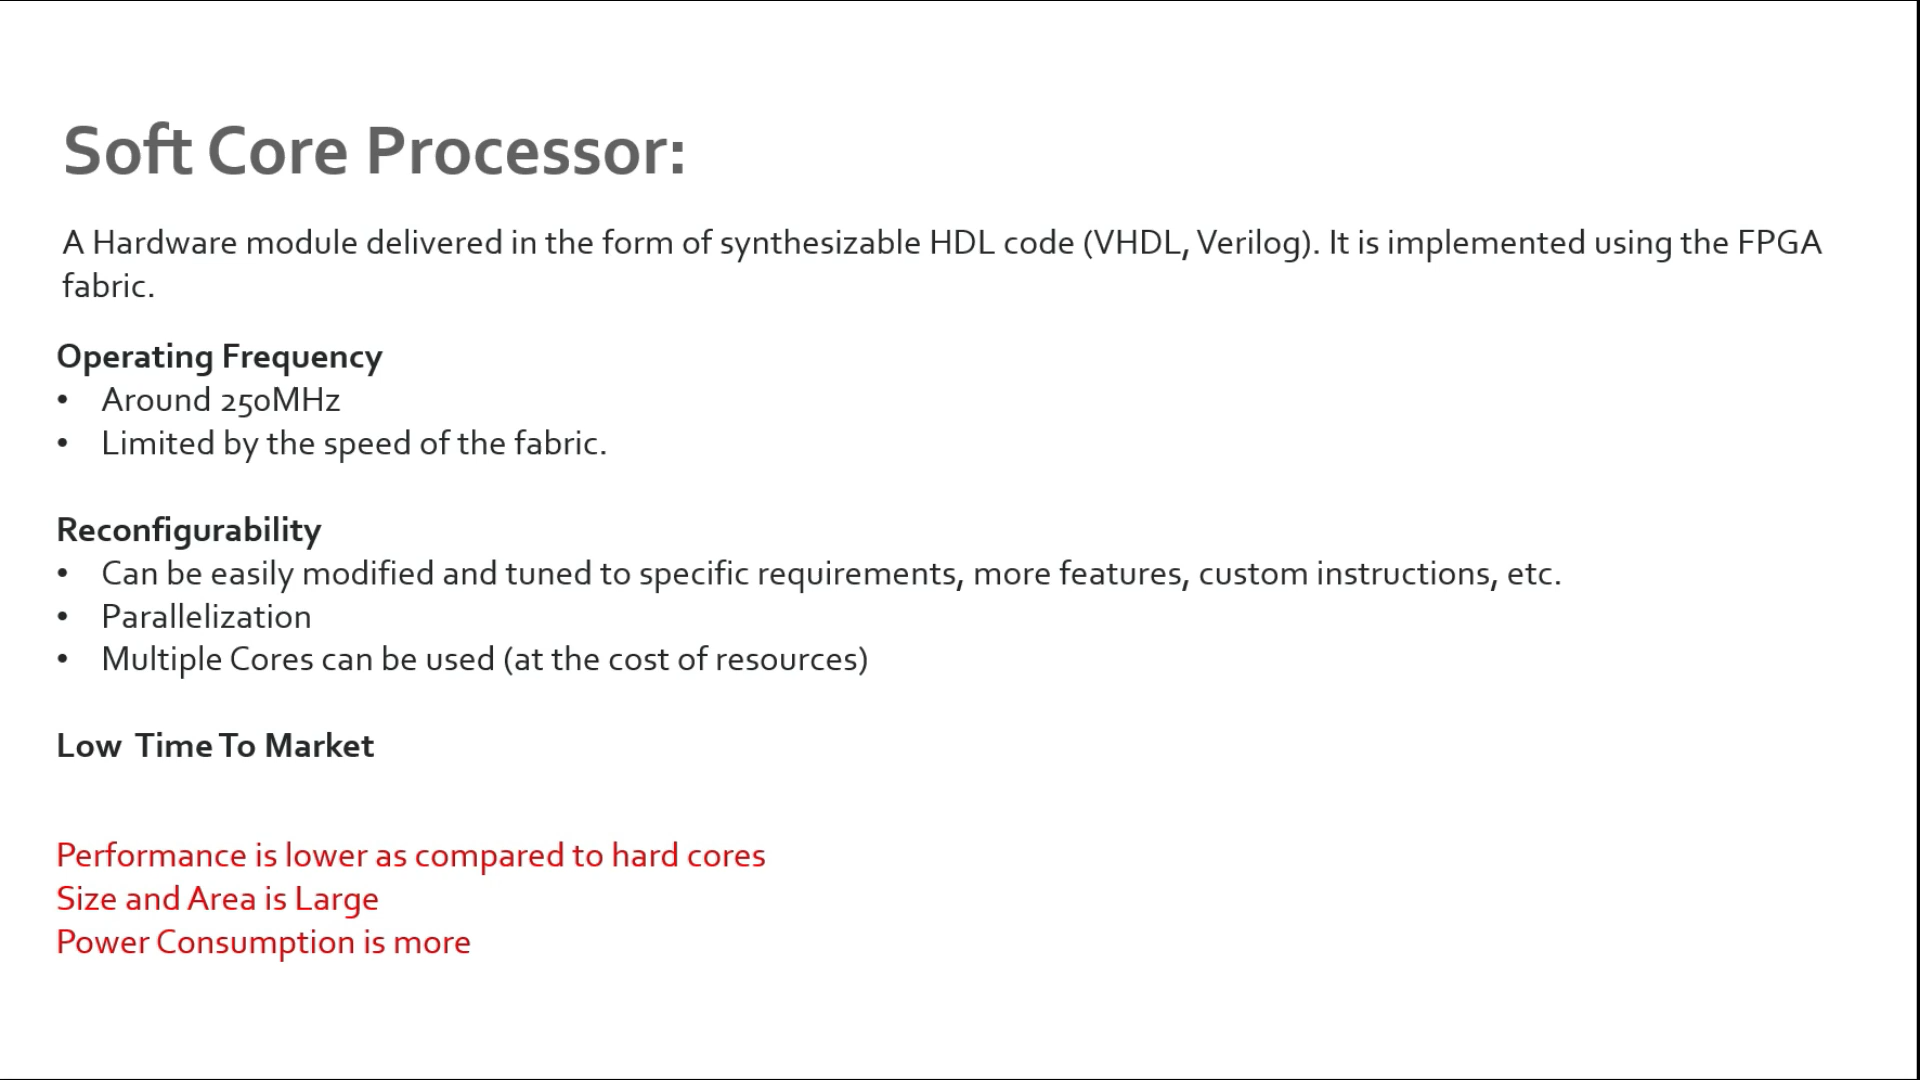 Soft Core Processor:
A Hardware module delivered in the form of synthesizable HDL code (VHDL, Verilog). It is implemented using the FPGA
fabric.
Operating Frequency
• Around 250MHz
• Limited by the speed of the fabric.
Reconfigurability
• Can be easily modified and tuned to specific requirements, more features, custom instructions, etc.
• Parallelization
• Multiple Cores can be used (at the cost of resources)
Low Time To Market
Performance is lower as compared to hard cores
Size and Area is Large
Power Consumption is more